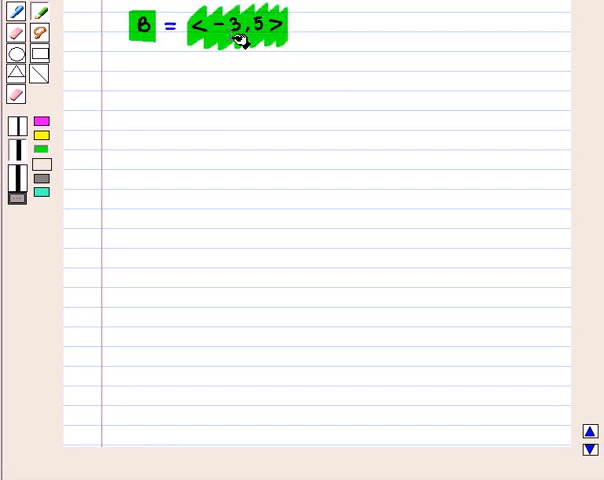 B = < - 3 , 5 >